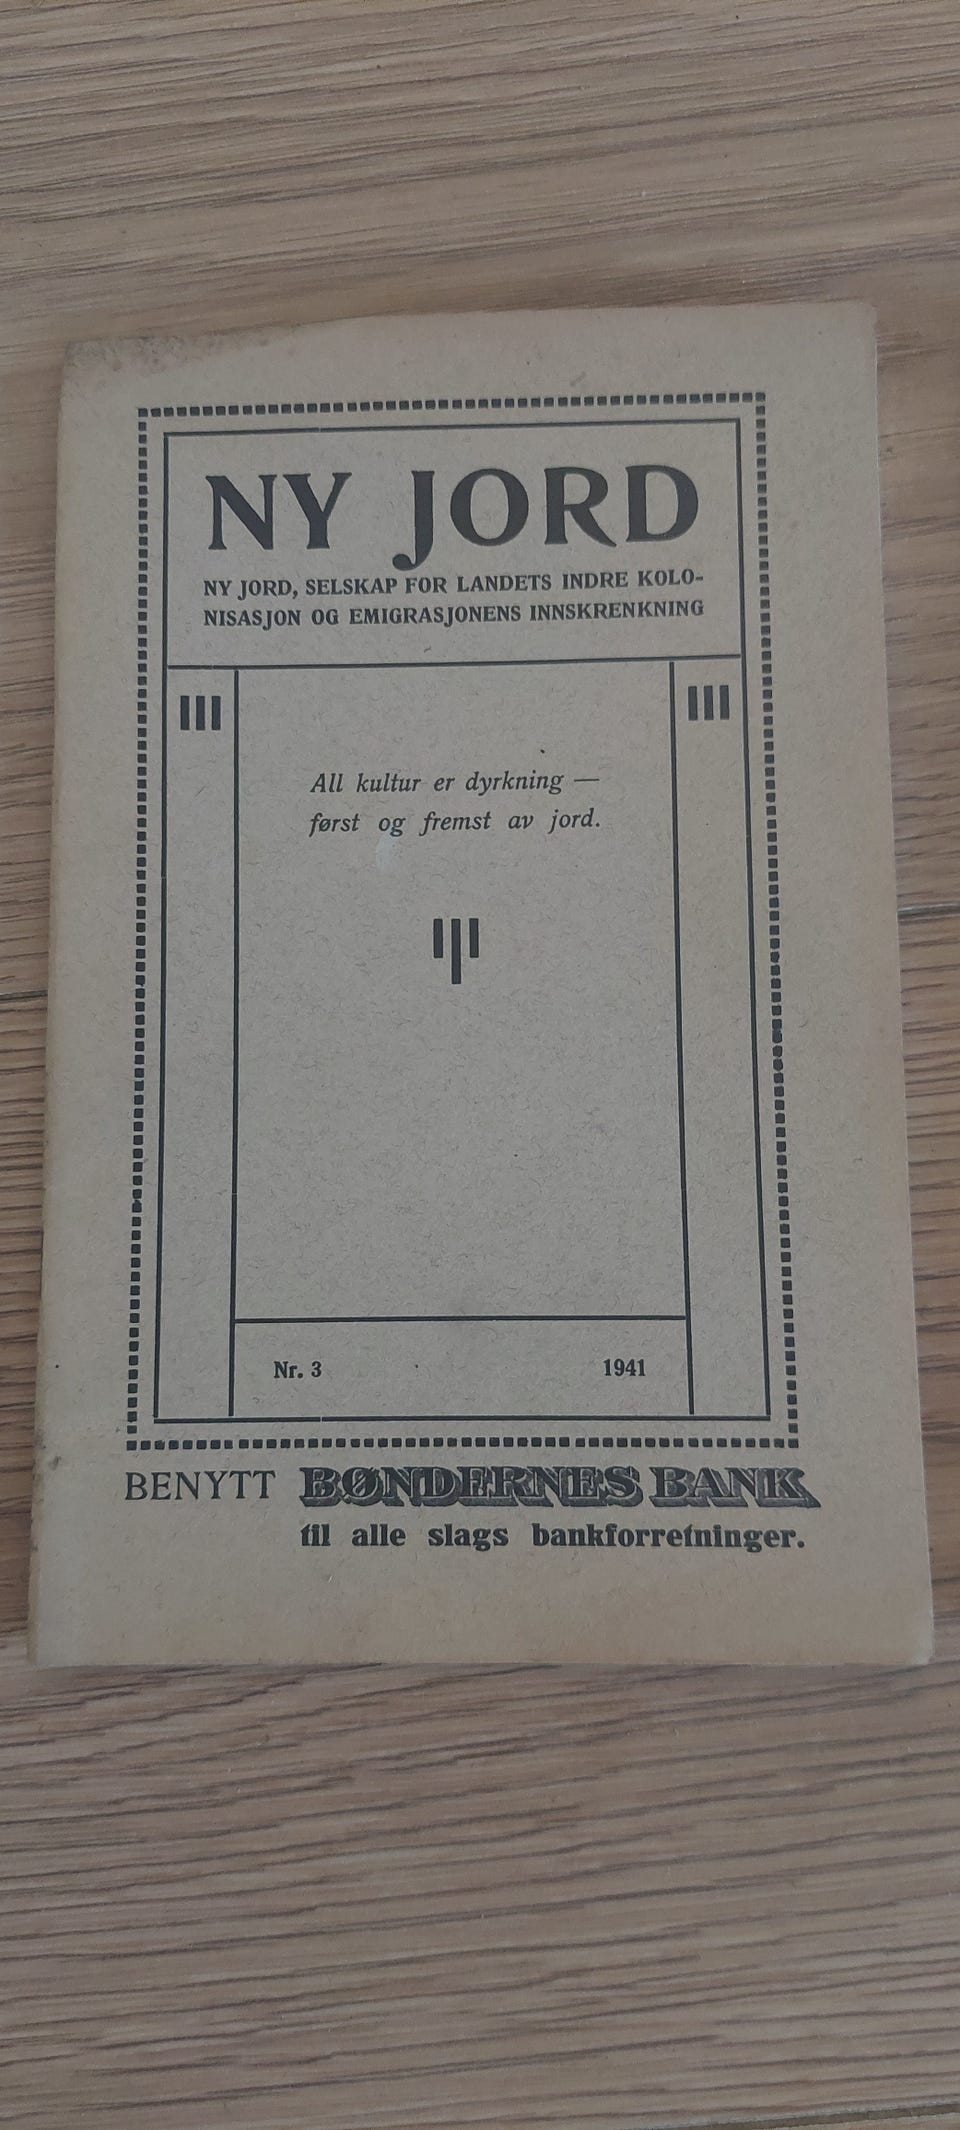 NY JORD
NY JORD, SELSKAP FOR LANDETS INDRE KOLO-
NISASJON OG EMIGRASJONENS INNSKRENKNING
All kultur er dyrkning —
først og fremst av jord.
Nr. 3 1941
BENYTT BØNDERNES BANK
til alle slags bankforretninger.